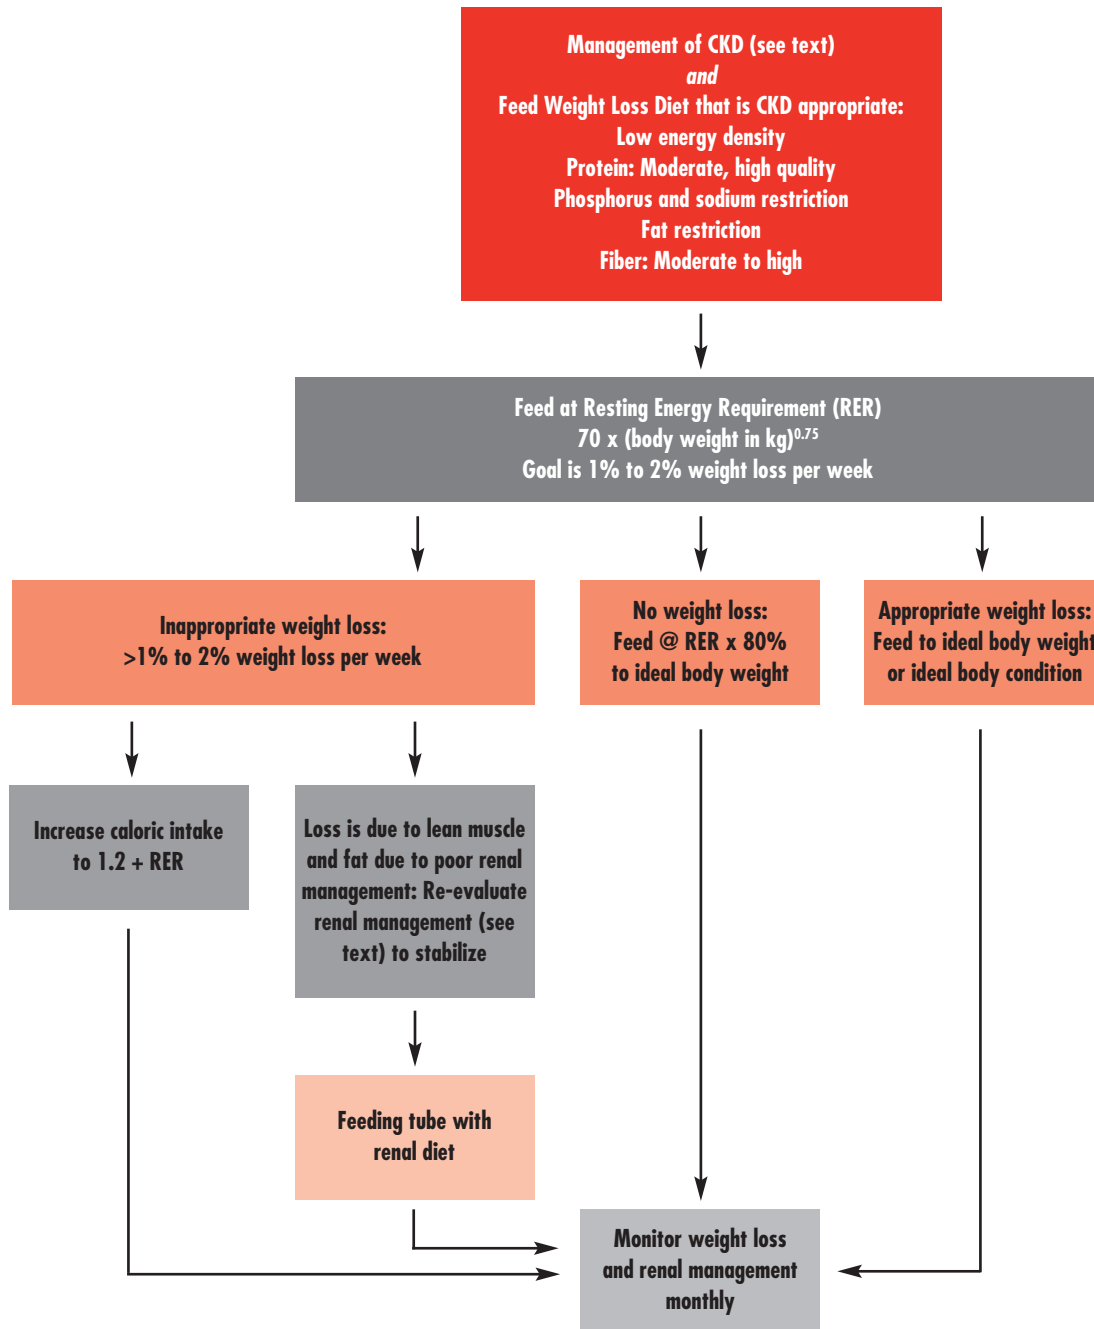 Management of CKD (see text)
and
Feed Weight Loss Diet that is CKD appropriate:
Low energy density
Protein: Moderate, high quality
Phosphorus and sodium restriction
Fat restriction
Fiber: Moderate to high
Feed at Resting Energy Requirement (RER)
70 x (body weight in kg)^0.75
Goal is 1% to 2% weight loss per week
Inappropriate weight loss:
>1% to 2% weight loss per week
No weight loss:
Feed @ RER x 80%
to ideal body weight
Appropriate weight loss:
Feed to ideal body weight
or ideal body condition
Increase caloric intake
to 1.2 + RER
Loss is due to lean muscle
and fat due to poor renal
management: Re-evaluate
renal management (see
text) to stabilize
Feeding tube with
renal diet
Monitor weight loss
and renal management
monthly